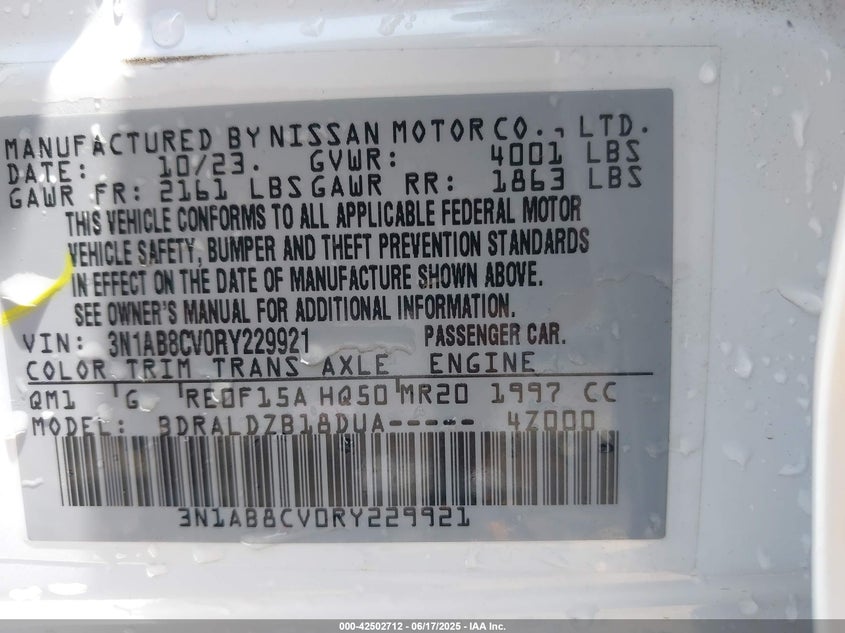 MANUFACTURED BY NISSAN MOTOR CO., LTD.
DATE: 10/23. GVWR: 4001 LBS
GAWR FR: 2161 LBS GAWR RR: 1863 LBS
THIS VEHICLE CONFORMS TO ALL APPLICABLE FEDERAL MOTOR
VEHICLE SAFETY, BUMPER AND THEFT PREVENTION STANDARDS
IN EFFECT ON THE DATE OF MANUFACTURE SHOWN ABOVE.
SEE OWNER'S MANUAL FOR ADDITIONAL INFORMATION.
VIN: 3N1AB8CV0RY229921 PASSENGER CAR.
COLOR TRIM TRANS AXLE ENGINE
QM1 G RE0F15A HQ50 MR20 1997 CC
MODEL: BDRALDZB18DUA----- 4Z000
3N1AB8CV0RY229921
000-42502712 - 06/17/2025 - IAA Inc.